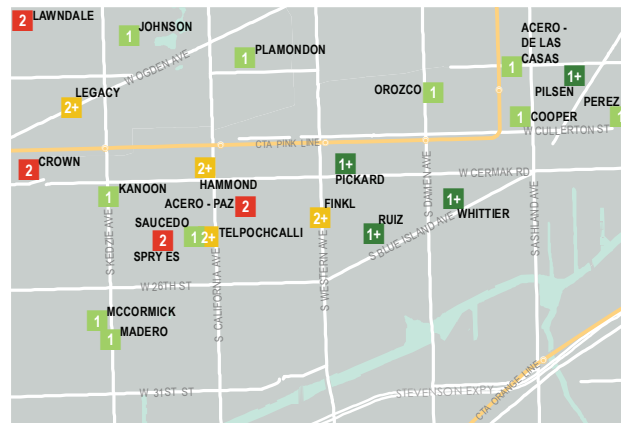 2 LAWNDALE
1 JOHNSON
ACERO -
DE LAS
CASAS
1
1 PLAMONDON
W OGDEN AVE
LEGACY
2+
OROZCO 1
1+
PILSEN
PEREZ
1
1
COOPER
W CULLERTON ST
CTA PINK LINE
CROWN
2
2+
HAMMOND
1+
PICKARD
W CERMAK RD
S DAMEN AVE
KANOON
1
ACERO - PAZ 2
FINKL
2+
1+
WHITTIER
SAUCEDO
2
SPRY ES
1 2+ TELPOCHCALLI
RUIZ
1+
S BLUE ISLAND AVE
S ASHLAND AVE
S KEDZIE AVE
S CALIFORNIA AVE
S WESTERN AVE
W 26TH ST
MCCORMICK
1
1 MADERO
W 31ST ST
STEVENSON EXPY
CTA ORANGE LINE